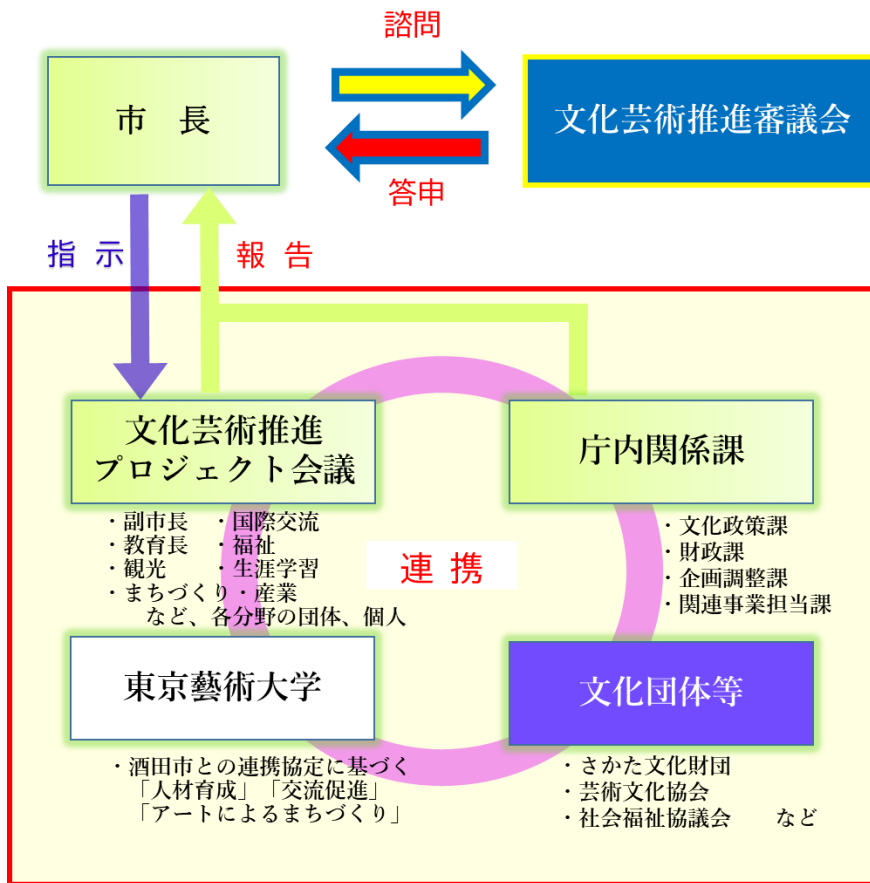 諮問
市　長
文化芸術推進審議会
答申
指 示
報 告
文化芸術推進
プロジェクト会議
庁内関係課
・副市長　・国際交流
・教育長　・福祉
・観光　　・生涯学習
・まちづくり・産業
など、各分野の団体、個人
・文化政策課
・財政課
・企画調整課
・関連事業担当課
連 携
東京藝術大学
文化団体等
・酒田市との連携協定に基づく
「人材育成」「交流促進」
「アートによるまちづくり」
・さかた文化財団
・芸術文化協会
・社会福祉協議会　　など